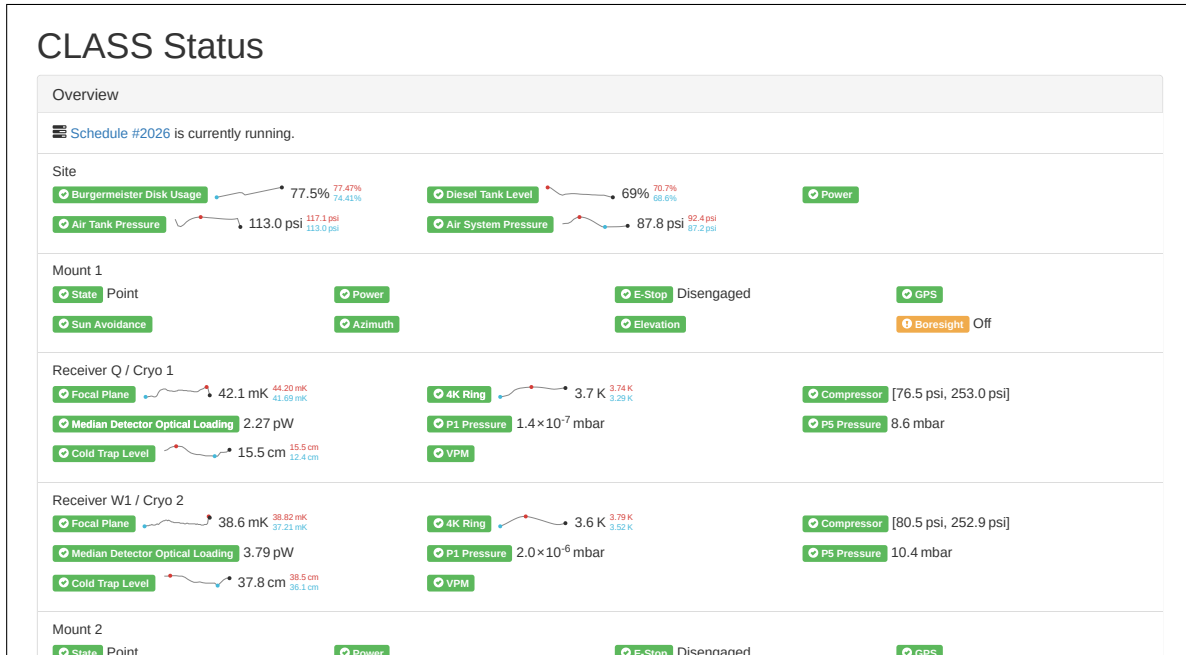 CLASS Status
Overview
Schedule #2026 is currently running.
Site
Burgermeister Disk Usage 77.5% 77.47% 74.41% Diesel Tank Level 69% 70.7% 68.6% Power
Air Tank Pressure 113.0 psi 117.1 psi 113.0 psi Air System Pressure 87.8 psi 92.4 psi 87.2 psi
Mount 1
State Point Power E-Stop Disengaged GPS
Sun Avoidance Azimuth Elevation Boresight Off
Receiver Q / Cryo 1
Focal Plane 42.1 mK 44.20 mK 41.69 mK 4K Ring 3.7 K 3.74 K 3.29 K Compressor [76.5 psi, 253.0 psi]
Median Detector Optical Loading 2.27 pW P1 Pressure 1.4×10⁻⁷ mbar P5 Pressure 8.6 mbar
Cold Trap Level 15.5 cm 15.5 cm 12.4 cm VPM
Receiver W1 / Cryo 2
Focal Plane 38.6 mK 38.82 mK 37.21 mK 4K Ring 3.6 K 3.79 K 3.52 K Compressor [80.5 psi, 252.9 psi]
Median Detector Optical Loading 3.79 pW P1 Pressure 2.0×10⁻⁶ mbar P5 Pressure 10.4 mbar
Cold Trap Level 37.8 cm 38.5 cm 36.1 cm VPM
Mount 2
State Point Power E-Stop Disengaged GPS